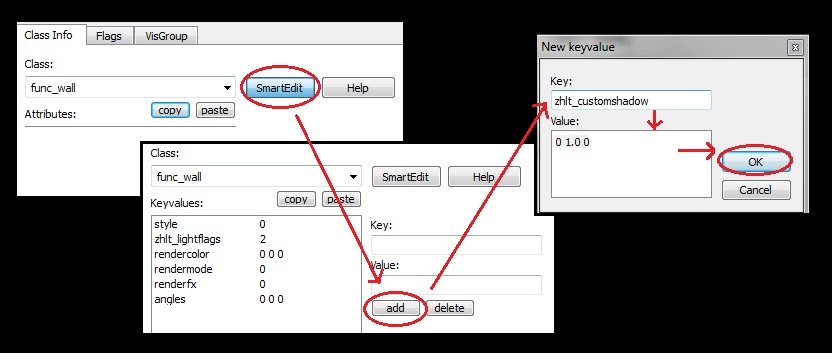 Class Info Flags VisGroup
Class:
func_wall SmartEdit Help
Attributes: copy paste
Class:
func_wall SmartEdit Help
Keyvalues: copy paste
style 0
zhlt_lightflags 2
rendercolor 0 0 0
rendermode 0
renderfx 0
angles 0 0 0
Key:
Value:
add delete
New keyvalue
Key:
zhlt_customshadow
Value:
0 1.0 0
OK
Cancel